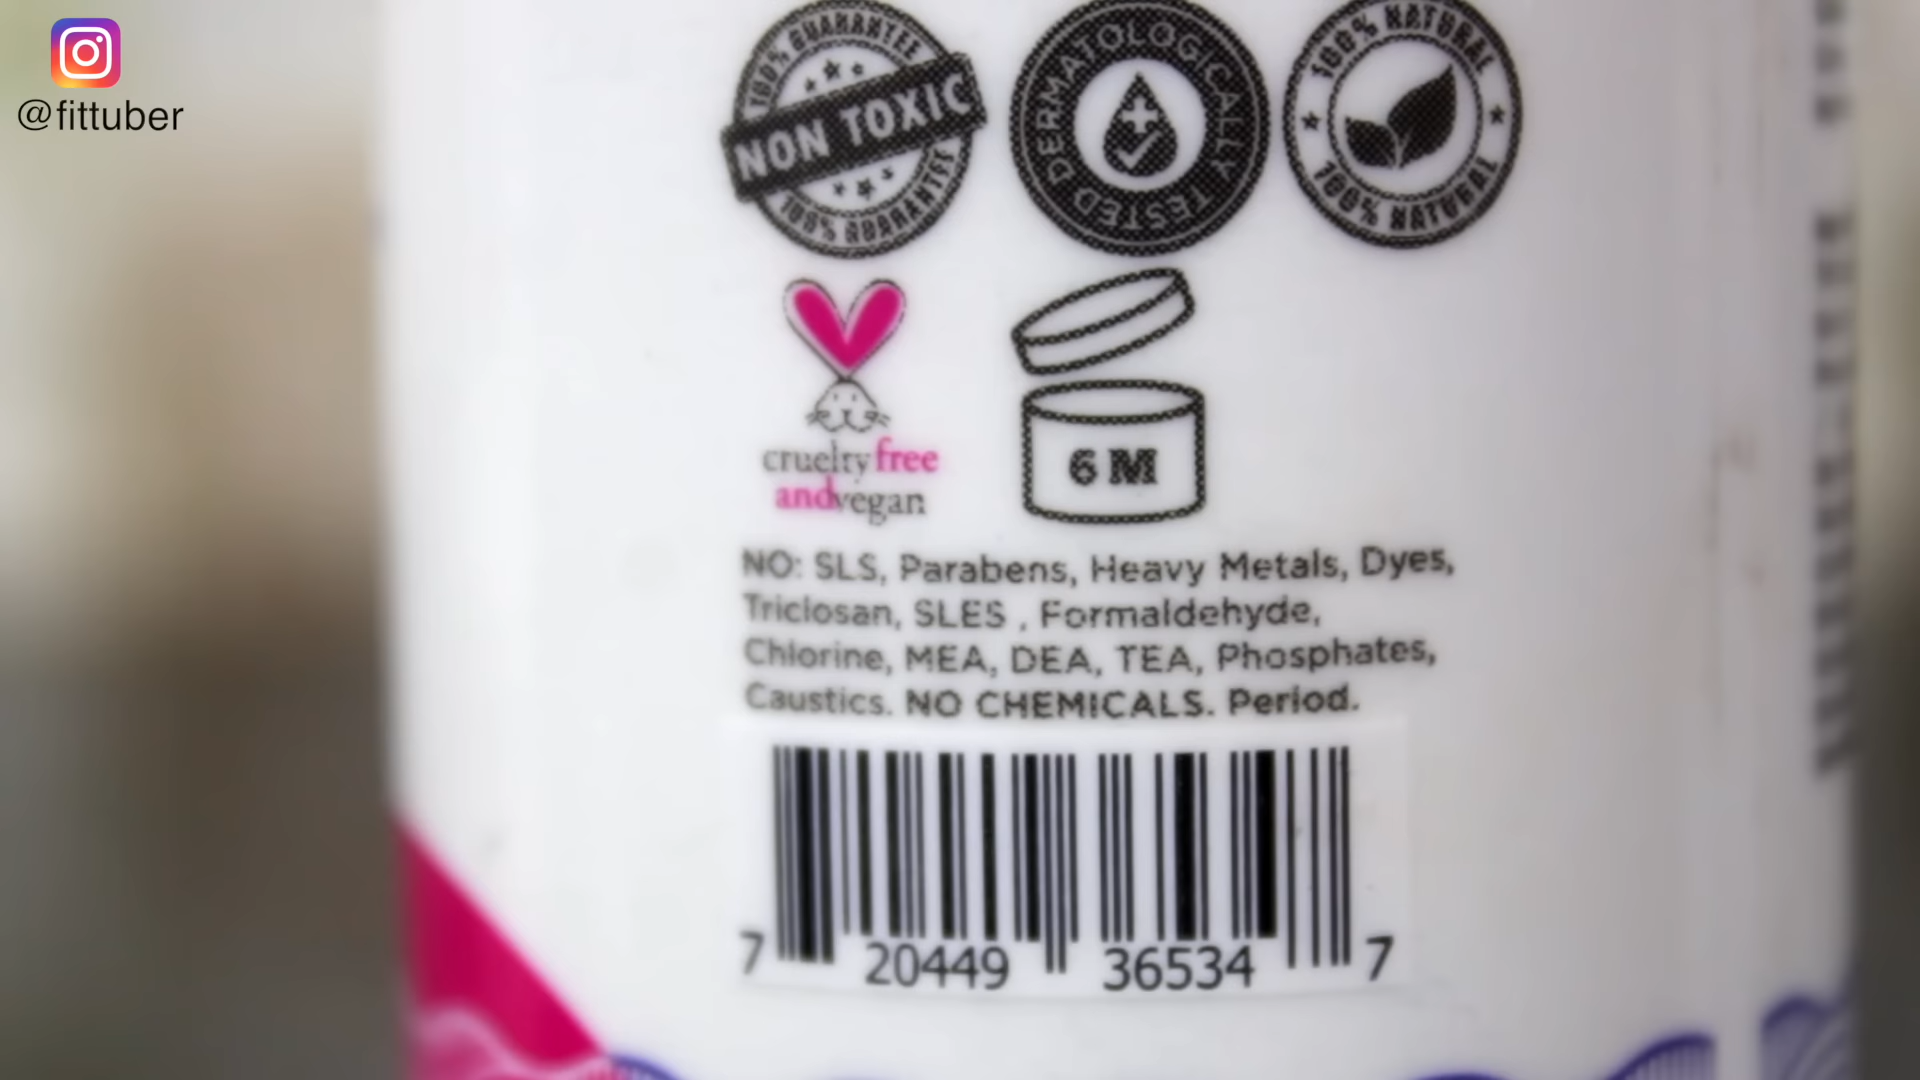 @fittuber
100% GUARANTEE
NON TOXIC
100% GUARANTEE
DERMATOLOGICALLY TESTED
100% NATURAL
100% NATURAL
cruelty free
and vegan
6 M
NO: SLS, Parabens, Heavy Metals, Dyes,
Triclosan, SLES , Formaldehyde,
Chlorine, MEA, DEA, TEA, Phosphates,
Caustics. NO CHEMICALS. Period.
7 20449 36534 7